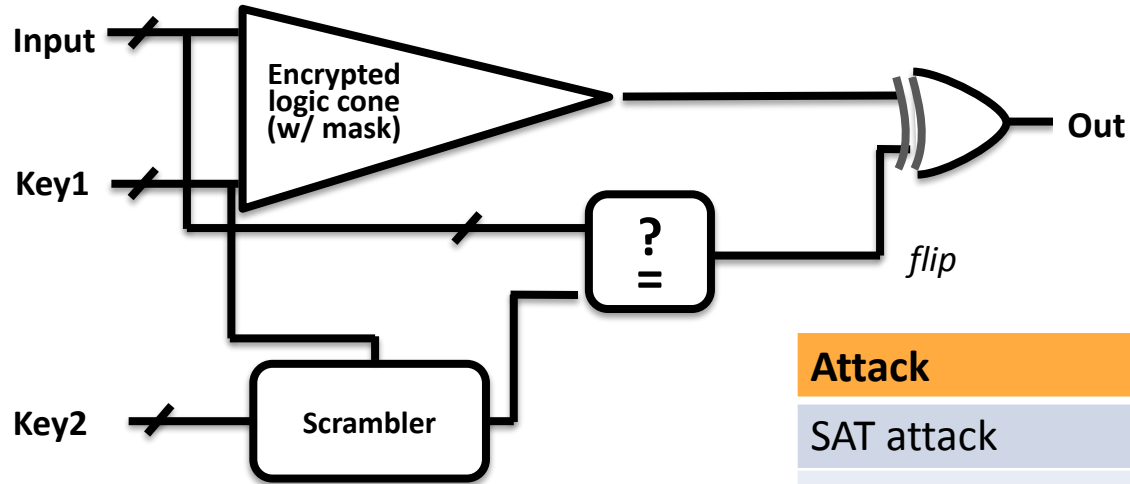 Input
Encrypted
logic cone
(w/ mask)
Out
Key1
?
=
flip
Attack
Key2
Scrambler
SAT attack